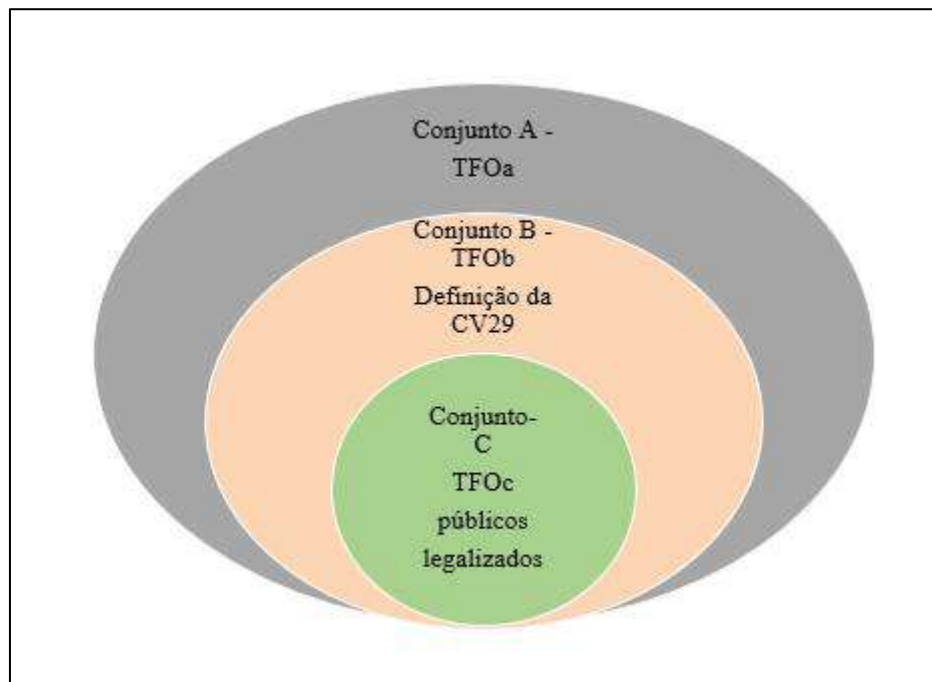 Conjunto A -
TFOa
Conjunto B -
TFOb
Definição da
CV29
Conjunto-
C
TFOc
públicos
legalizados